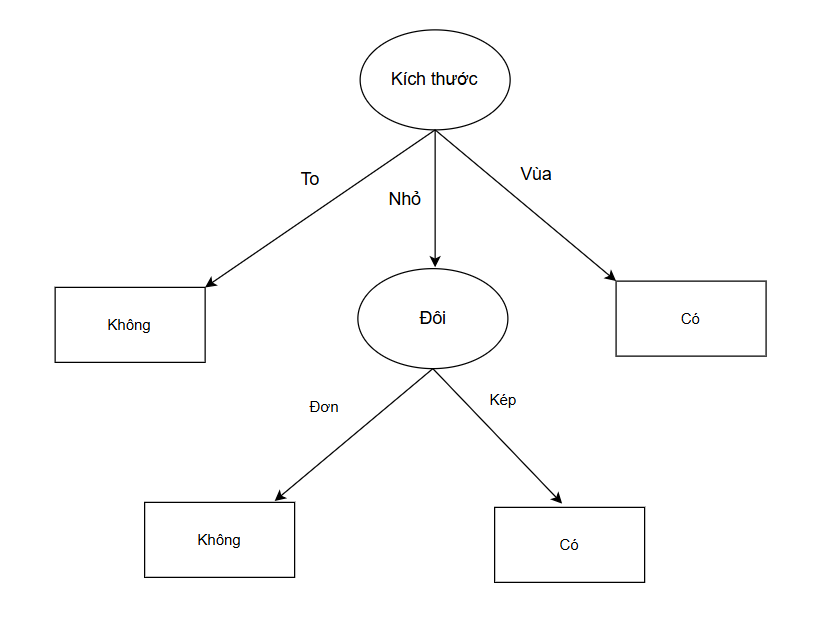 Kích thước
To
Nhỏ
Vùa
Không
Đôi
Có
Đơn
Kép
Không
Có